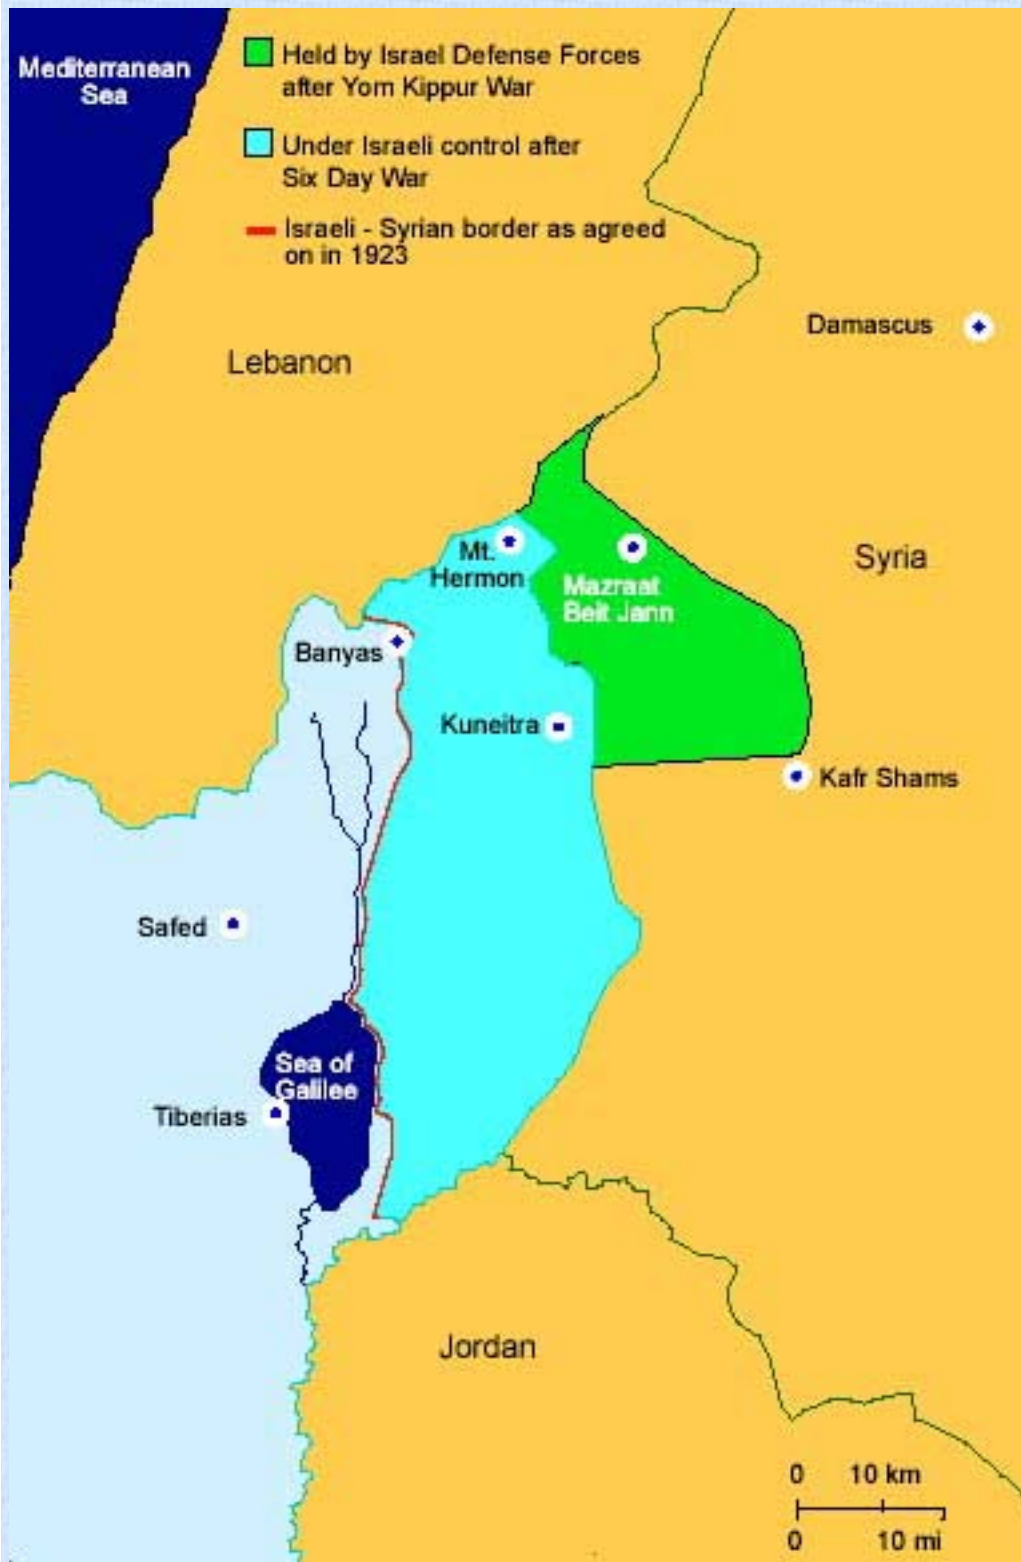 Mediterranean
Sea
Held by Israel Defense Forces
after Yom Kippur War
Under Israeli control after
Six Day War
Israeli - Syrian border as agreed
on in 1923
Damascus
Lebanon
Mt.
Hermon
Syria
Mazraat
Beit Jann
Banyas
Kuneitra
Kafr Shams
Safed
Sea of
Galilee
Tiberias
Jordan
0 10 km
0 10 mi